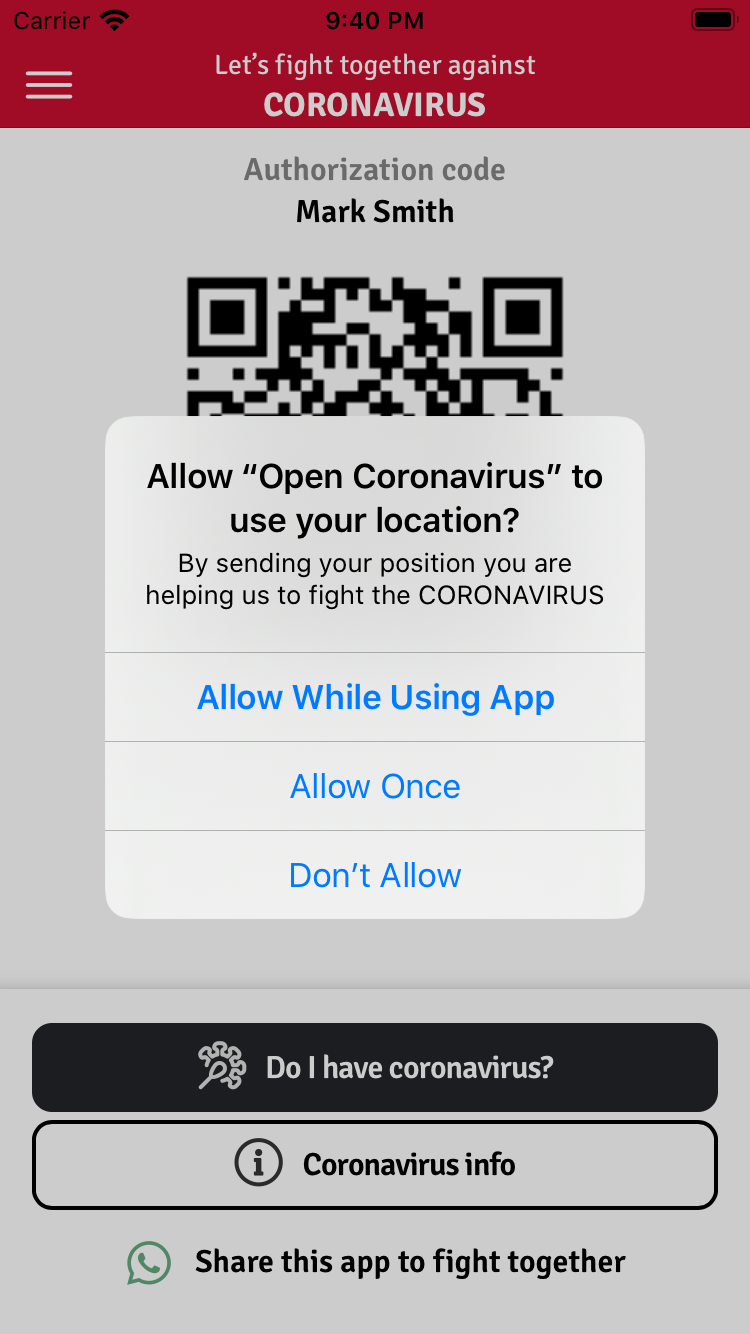 Carrier 9:40 PM
Let’s fight together against
CORONAVIRUS
Authorization code
Mark Smith
Allow “Open Coronavirus” to
use your location?
By sending your position you are
helping us to fight the CORONAVIRUS
Allow While Using App
Allow Once
Don’t Allow
Do I have coronavirus?
Coronavirus info
Share this app to fight together